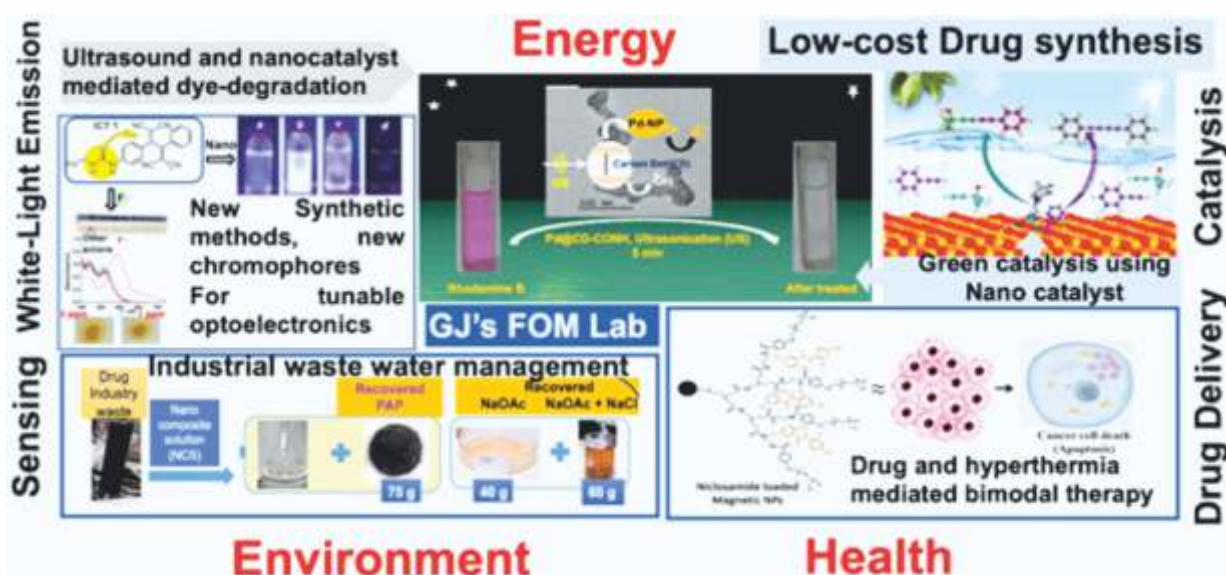 Energy
Low-cost Drug synthesis
White-Light Emission
Ultrasound and nanocatalyst
mediated dye-degradation
ICT 1
Nano
New Synthetic
methods, new
chromophores
For tunable
optoelectronics
Pd-NP
Pd@CD-CONH, Ultrasonication (US)
5 min
Rhodamine B
After treated
Catalysis
Green catalysis using
Nano catalyst
GJ's FOM Lab
Sensing
Industrial waste water management
Drug
Industry
waste
Nano
composite
solution
(NCS)
Recovered
PAP
75 g
Recovered
NaOAc NaOAc + NaCl
40 g
60 g
Drug Delivery
Niclosamide loaded
Magnetic NPs
Cancer cell death
(Apoptosis)
Drug and hyperthermia
mediated bimodal therapy
Environment
Health